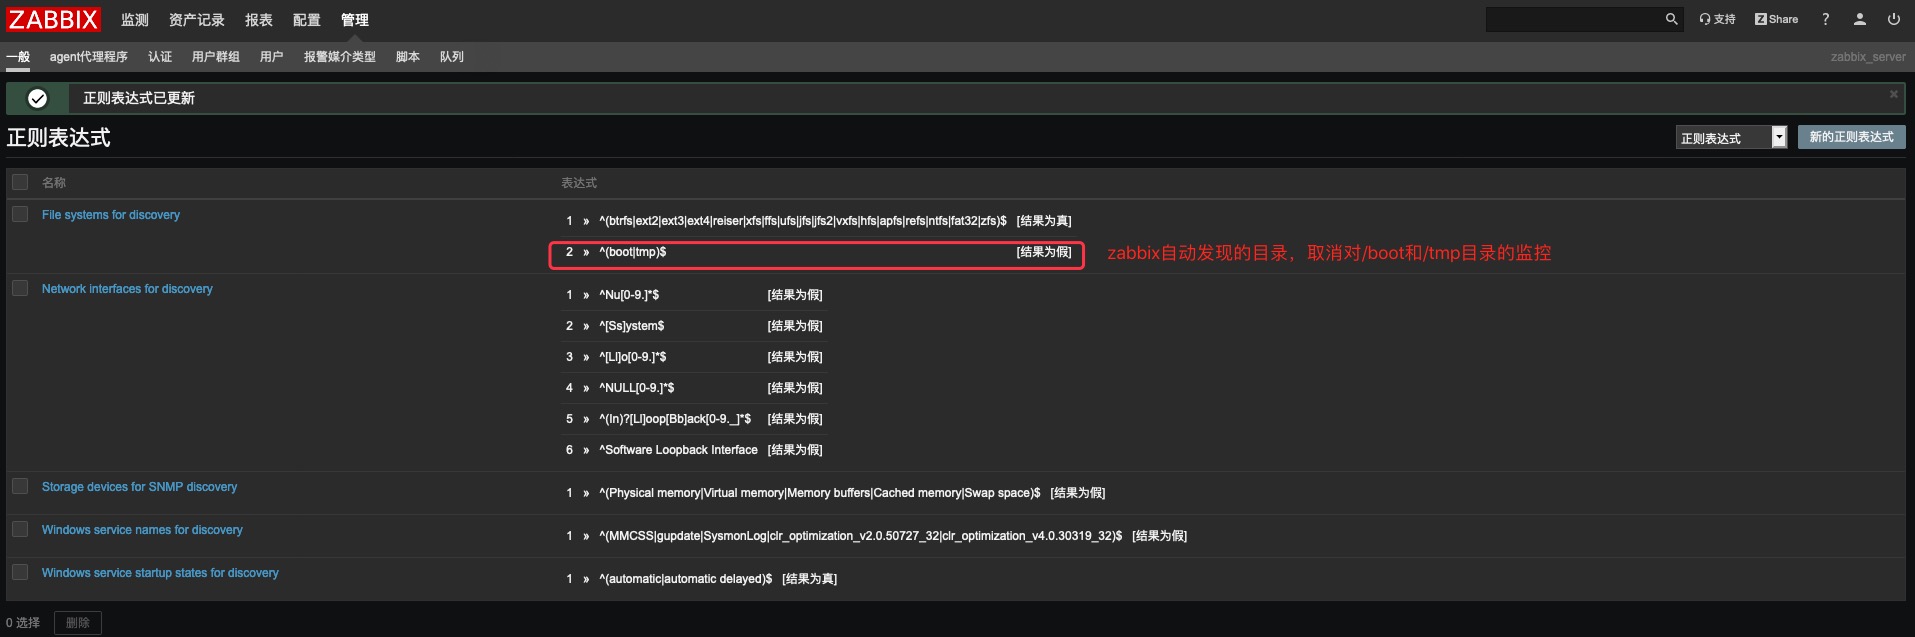 ZABBIX 监测 资产记录 报表 配置 管理 支持 Z Share ?
一般 agent代理程序 认证 用户群组 用户 报警媒介类型 脚本 队列 zabbix_server
正则表达式已更新
正则表达式 正则表达式 新的正则表达式
名称 表达式
File systems for discovery 1 » ^(btrfs|ext2|ext3|ext4|reiser|xfs|ffs|ufs|jfs|jfs2|vxfs|hfs|apfs|refs|ntfs|fat32|zfs)$ [结果为真]
2 » ^(boot|tmp)$ [结果为假] zabbix自动发现的目录，取消对/boot和/tmp目录的监控
Network interfaces for discovery 1 » ^Nu[0-9.]*$ [结果为假]
2 » ^[Ss]ystem$ [结果为假]
3 » ^[Ll]o[0-9.]*$ [结果为假]
4 » ^NULL[0-9.]*$ [结果为假]
5 » ^(In)?[Ll]oop[Bb]ack[0-9._]*$ [结果为假]
6 » ^Software Loopback Interface [结果为假]
Storage devices for SNMP discovery 1 » ^(Physical memory|Virtual memory|Memory buffers|Cached memory|Swap space)$ [结果为假]
Windows service names for discovery 1 » ^(MMCSS|gupdate|SysmonLog|clr_optimization_v2.0.50727_32|clr_optimization_v4.0.30319_32)$ [结果为假]
Windows service startup states for discovery 1 » ^(automatic|automatic delayed)$ [结果为真]
0 选择 删除